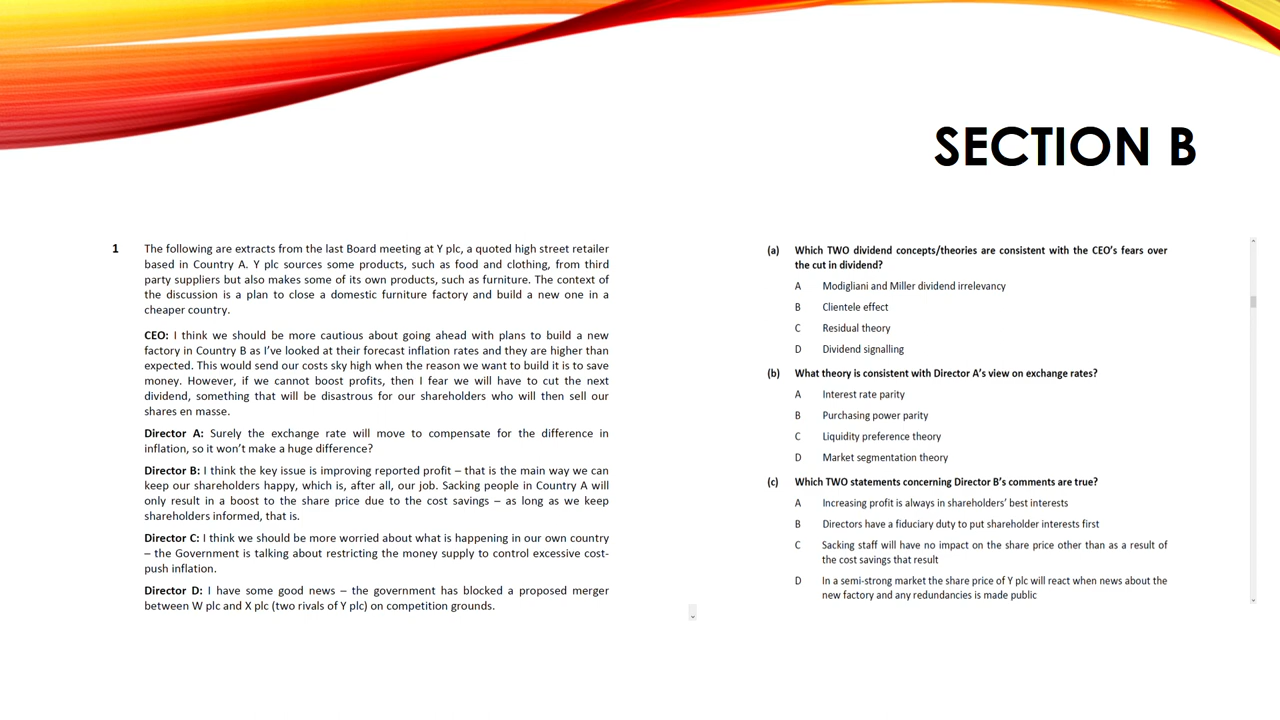 SECTION B
1 The following are extracts from the last Board meeting at Y plc, a quoted high street retailer
based in Country A. Y plc sources some products, such as food and clothing, from third
party suppliers but also makes some of its own products, such as furniture. The context of
the discussion is a plan to close a domestic furniture factory and build a new one in a
cheaper country.
CEO: I think we should be more cautious about going ahead with plans to build a new
factory in Country B as I've looked at their forecast inflation rates and they are higher than
expected. This would send our costs sky high when the reason we want to build it is to save
money. However, if we cannot boost profits, then I fear we will have to cut the next
dividend, something that will be disastrous for our shareholders who will then sell our
shares en masse.
Director A: Surely the exchange rate will move to compensate for the difference in
inflation, so it won't make a huge difference?
Director B: I think the key issue is improving reported profit – that is the main way we can
keep our shareholders happy, which is, after all, our job. Sacking people in Country A will
only result in a boost to the share price due to the cost savings – as long as we keep
shareholders informed, that is.
Director C: I think we should be more worried about what is happening in our own country
– the Government is talking about restricting the money supply to control excessive cost-
push inflation.
Director D: I have some good news – the government has blocked a proposed merger
between W plc and X plc (two rivals of Y plc) on competition grounds.
(a) Which TWO dividend concepts/theories are consistent with the CEO's fears over
the cut in dividend?
A Modigliani and Miller dividend irrelevancy
B Clientele effect
C Residual theory
D Dividend signalling
(b) What theory is consistent with Director A's view on exchange rates?
A Interest rate parity
B Purchasing power parity
C Liquidity preference theory
D Market segmentation theory
(c) Which TWO statements concerning Director B's comments are true?
A Increasing profit is always in shareholders' best interests
B Directors have a fiduciary duty to put shareholder interests first
C Sacking staff will have no impact on the share price other than as a result of
the cost savings that result
D In a semi-strong market the share price of Y plc will react when news about the
new factory and any redundancies is made public